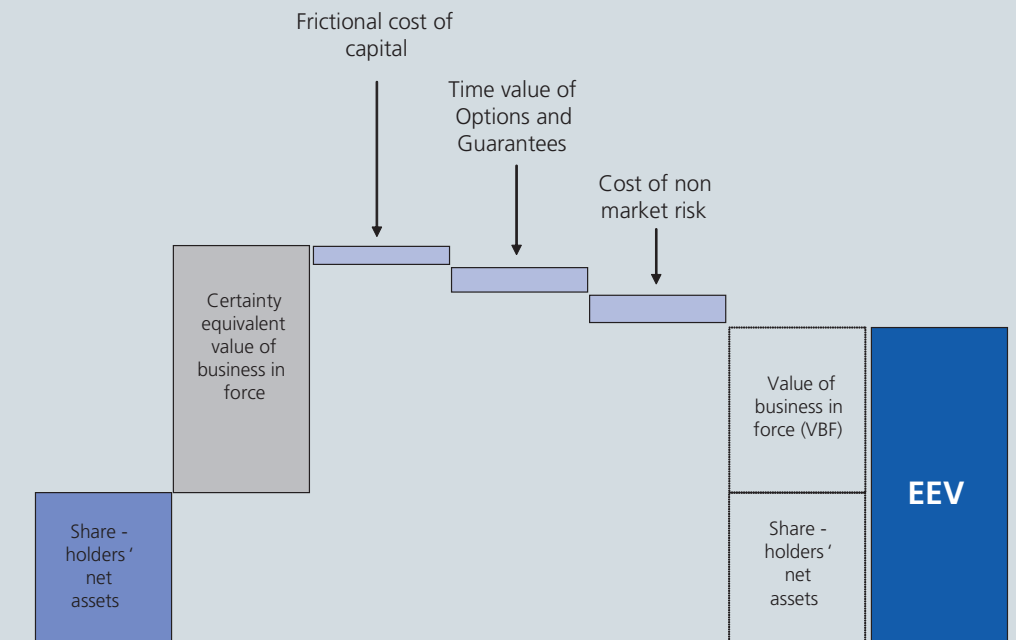 Frictional cost of
capital
Time value of
Options and
Guarantees
Cost of non
market risk
Certainty
equivalent
value of
business in
force
Share -
holders ‘
net
assets
Value of
business in
force (VBF)
Share -
holders ‘
net
assets
EEV